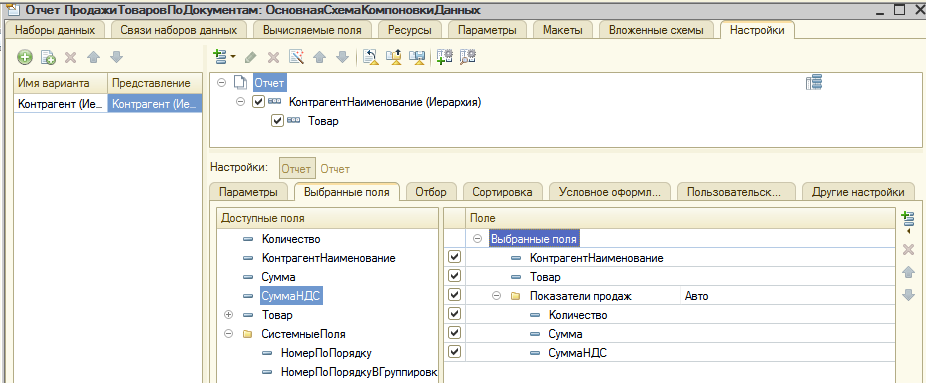 Отчет ПродажиТоваровПоДокументам: ОсновнаяСхемаКомпоновкиДанных
Наборы данных Связи наборов данных Вычисляемые поля Ресурсы Параметры Макеты Вложенные схемы Настройки
Имя варианта Представление
Контрагент (Ие... Контрагент (Ие...
Отчет
КонтрагентНаименование (Иерархия)
Товар
Настройки: Отчет Отчет
Параметры Выбранные поля Отбор Сортировка Условное оформл... Пользовательск... Другие настройки
Доступные поля
Количество
КонтрагентНаименование
Сумма
СуммаНДС
Товар
СистемныеПоля
НомерПоПорядку
НомерПоПорядкуВГруппировк
Поле
Выбранные поля
КонтрагентНаименование
Товар
Показатели продаж Авто
Количество
Сумма
СуммаНДС